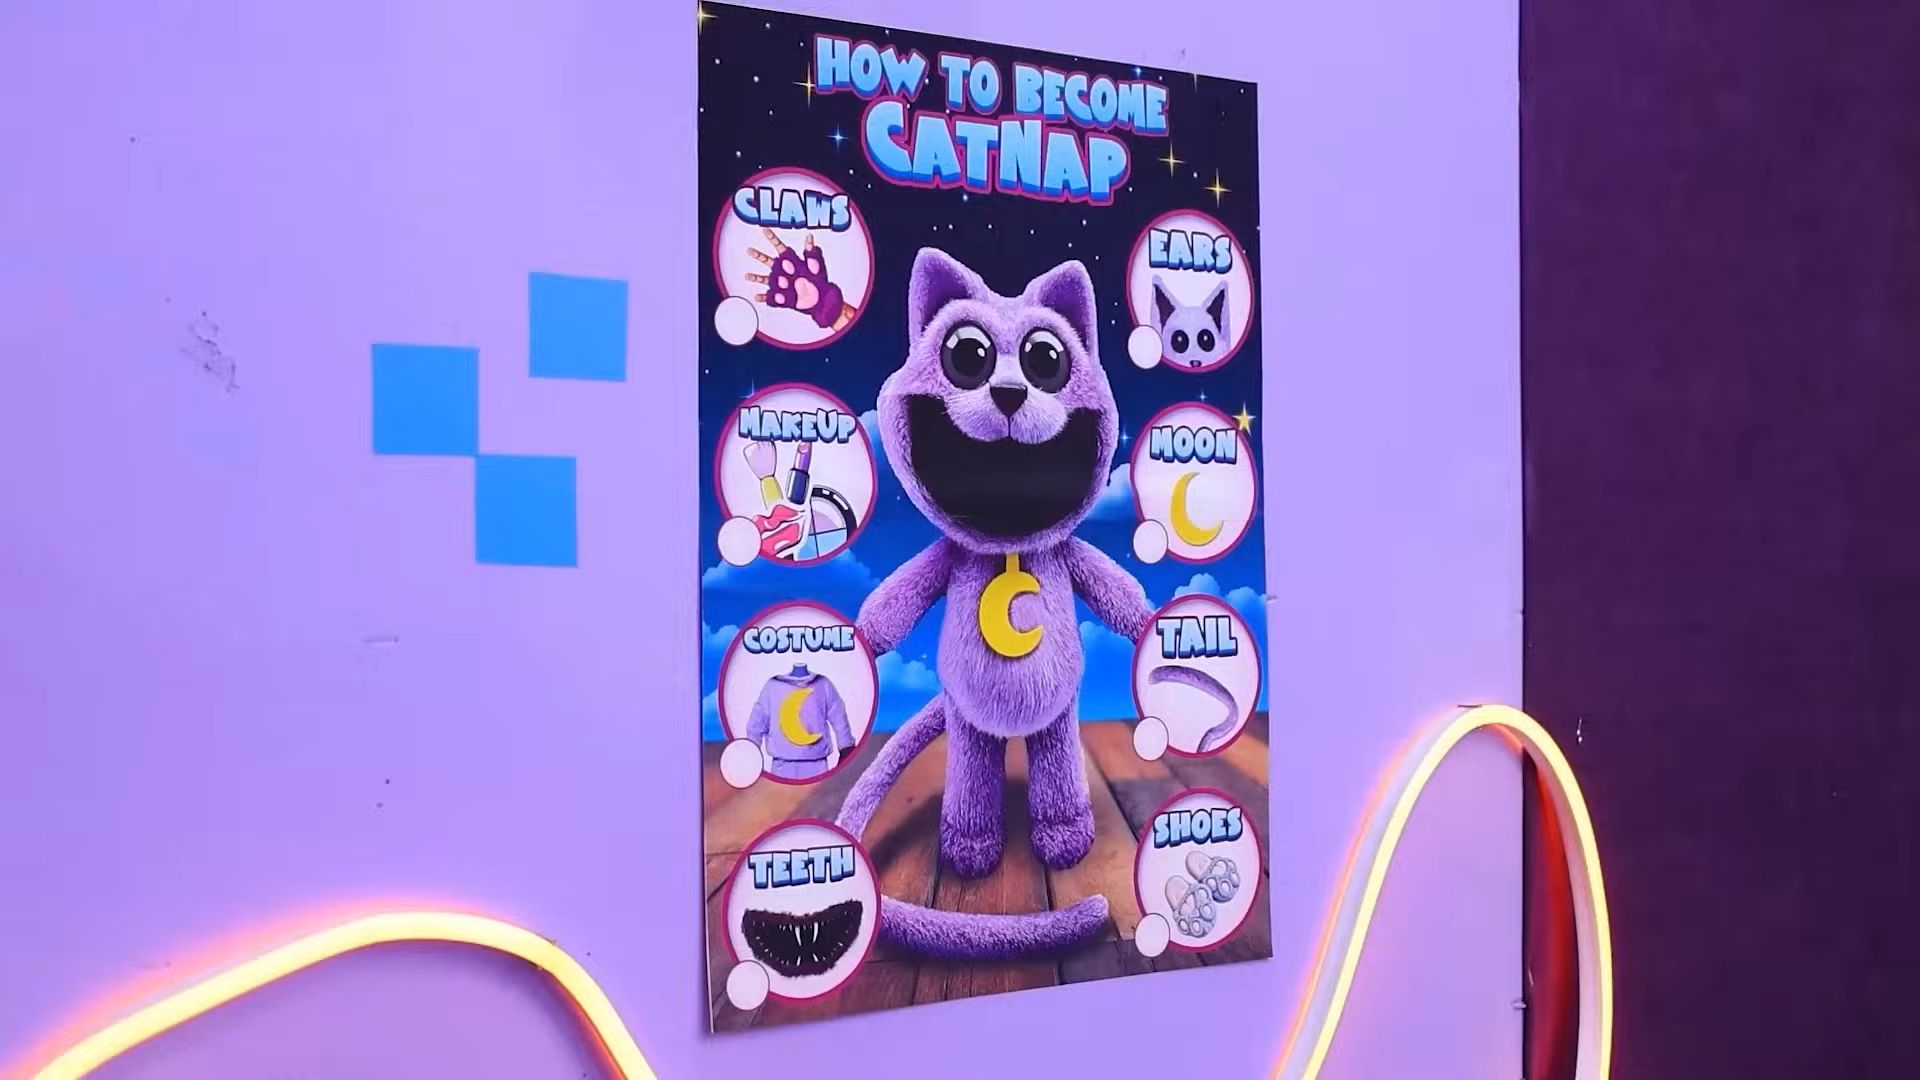 HOW TO BECOME
CATNAP
CLAWS
EARS
MAKEUP
MOON
COSTUME
TAIL
TEETH
SHOES